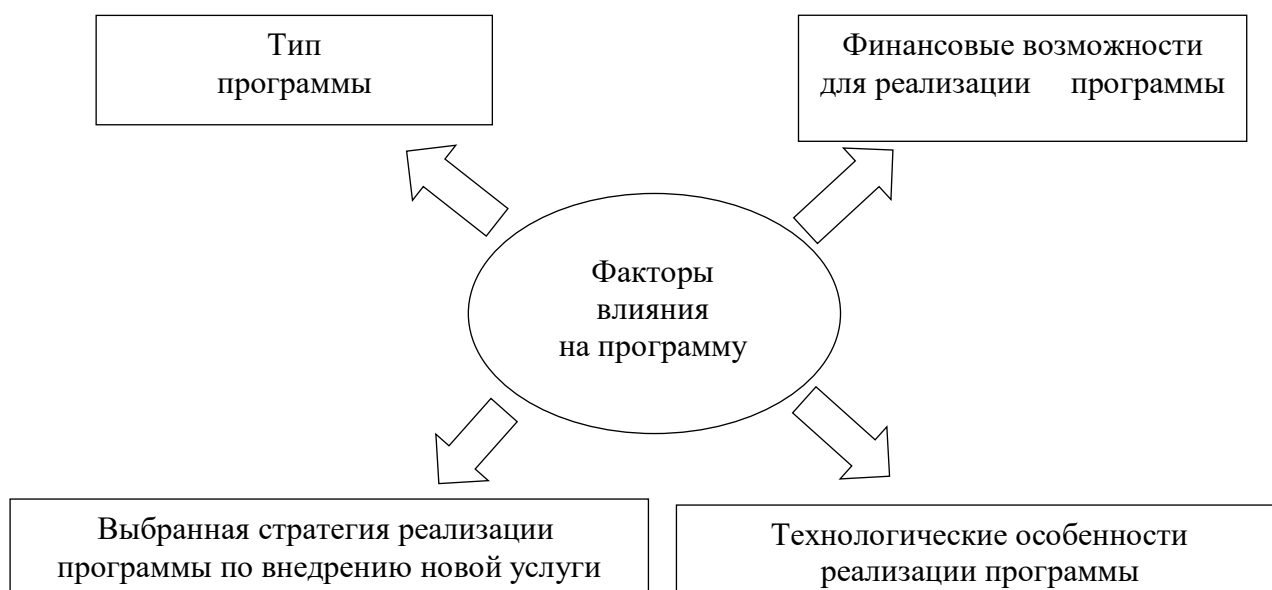 Тип
программы
Финансовые возможности
для реализации программы
Факторы
влияния
на программу
Выбранная стратегия реализации
программы по внедрению новой услуги
Технологические особенности
реализации программы